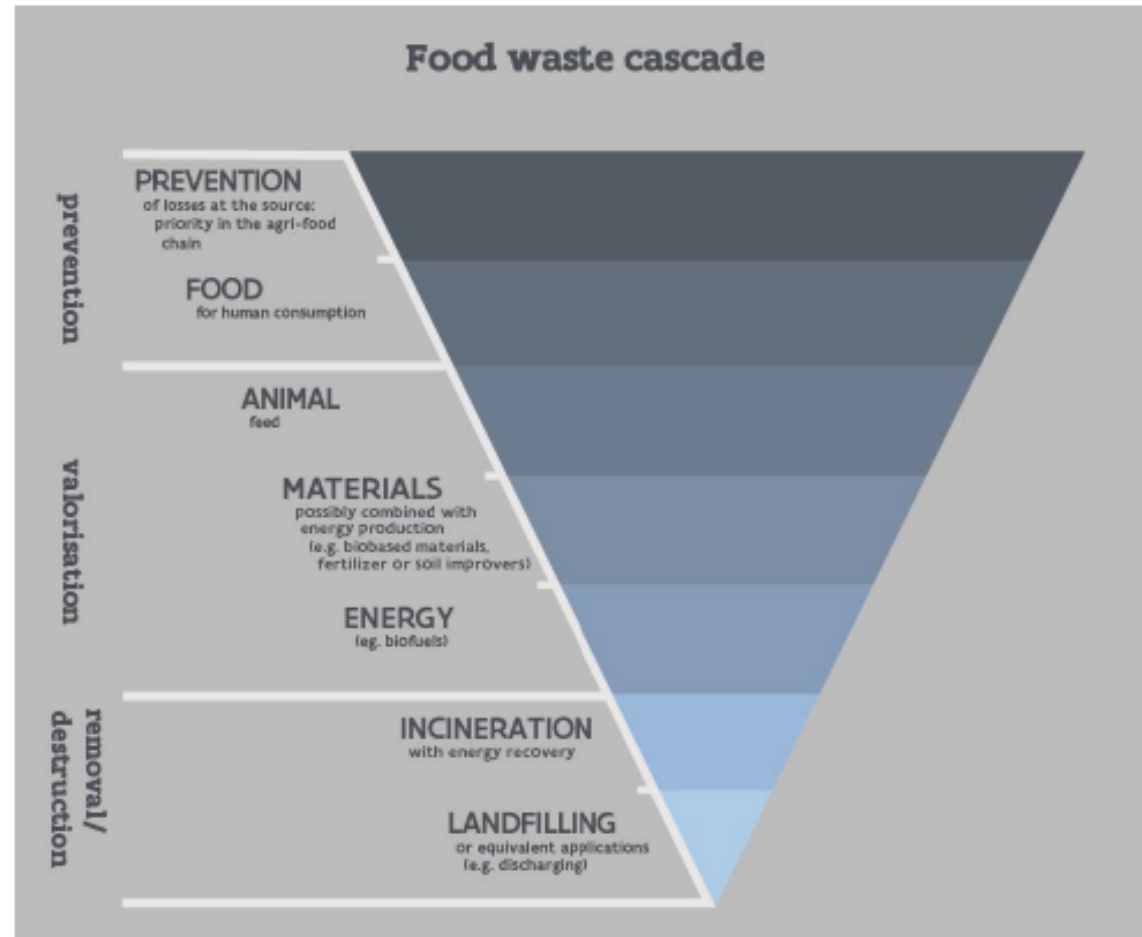 Food waste cascade
prevention
PREVENTION
of losses at the source:
priority in the agri-food
chain
FOOD
for human consumption
valorisation
ANIMAL
feed
MATERIALS
possibly combined with
energy production
(e.g. biobased materials,
fertilizer or soil improvers)
ENERGY
(eg. biofuels)
removal/
destruction
INCINERATION
with energy recovery
LANDFILLING
or equivalent applications
(e.g. discharging)